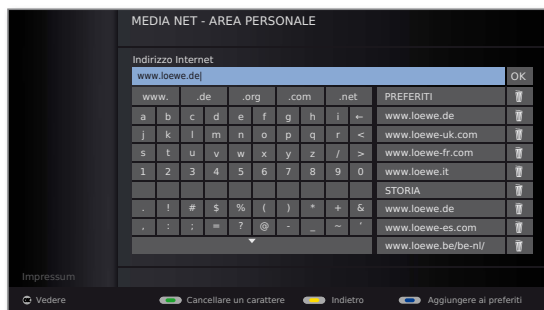 MEDIA NET - AREA PERSONALE
Indirizzo Internet
www.loewe.de OK
www. .de .org .com .net PREFERITI
a b c d e f g h i ← www.loewe.de
j k l m n o p q r < www.loewe-uk.com
s t u v w x y z / > www.loewe-fr.com
1 2 3 4 5 6 7 8 9 0 www.loewe.it
STORIA
. ! # $ % ( ) * + & www.loewe.de
, : ; = ? @ - _ ~ ' www.loewe-es.com
www.loewe.be/be-nl/
Impressum
OK Vedere Cancellare un carattere Indietro Aggiungere ai preferiti